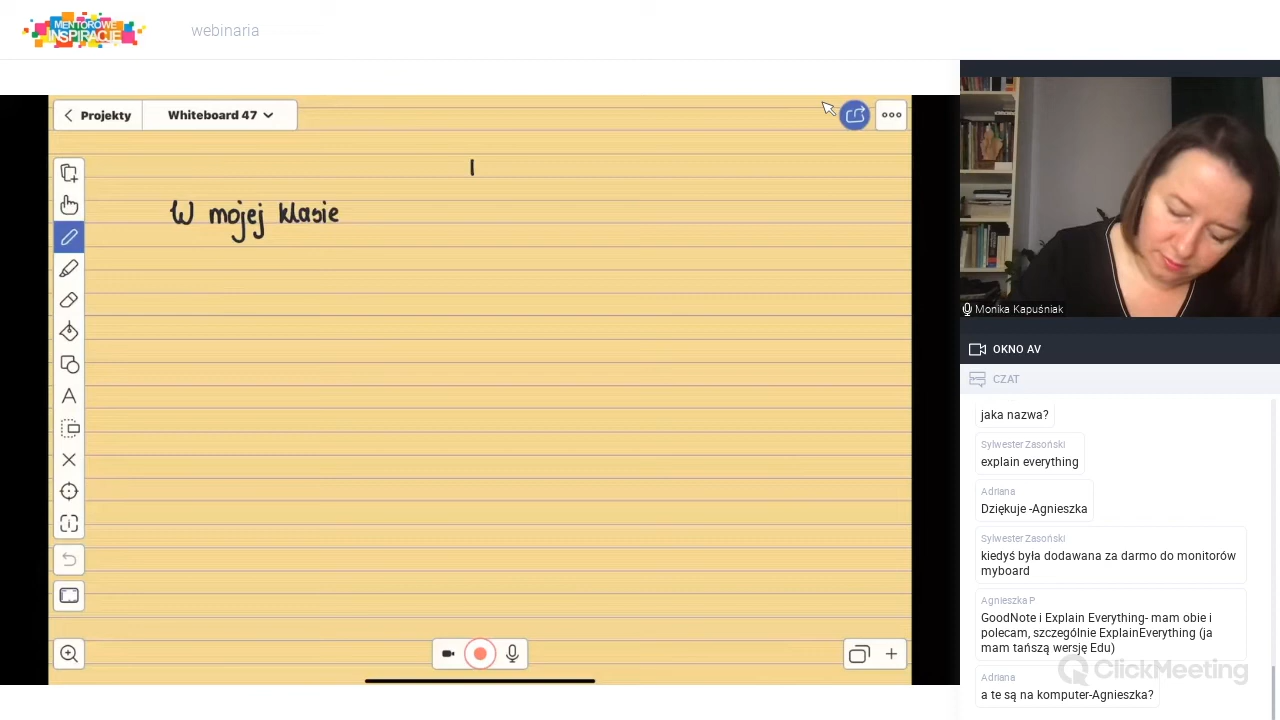 MENTOROWE
INSPIRACJE
webinaria
Projekty
Whiteboard 47
I
W mojej klasie
A
Monika Kapuśniak
OKNO AV
CZAT
jaka nazwa?
Sylwester Zasoński
explain everything
Adriana
Dziękuje -Agnieszka
Sylwester Zasoński
kiedyś była dodawana za darmo do monitorów
myboard
Agnieszka P
GoodNote i Explain Everything- mam obie i
polecam, szczególnie ExplainEverything (ja
mam tańszą wersję Edu)
ClickMeeting
Adriana
a te są na komputer-Agnieszka?